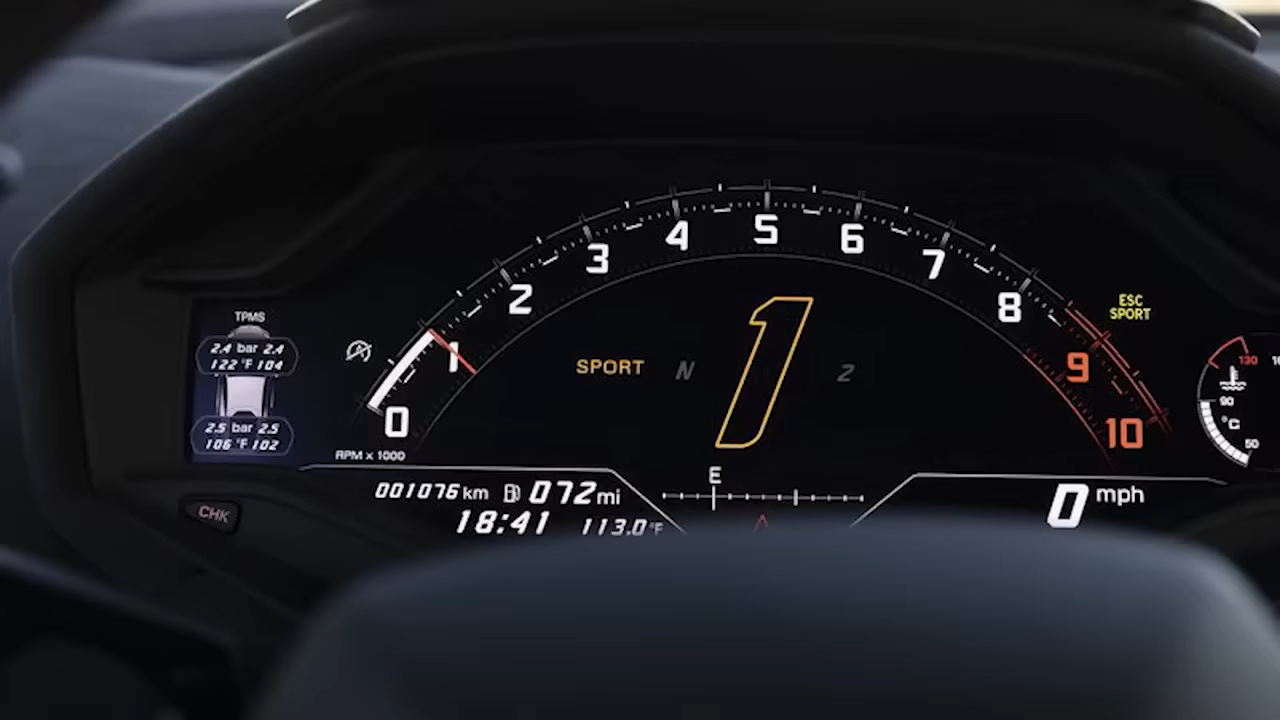 TPMS
2.4 bar 2.4
122 °F 104
2.5 bar 2.5
106 °F 102
CHK
0 1 2 3 4 5 6 7 8 9 10
RPM x 1000
SPORT N 1 2
ESC
SPORT
130
90
°C
50
E
001076 km 072 mi
18:41 113.0°F
0 mph